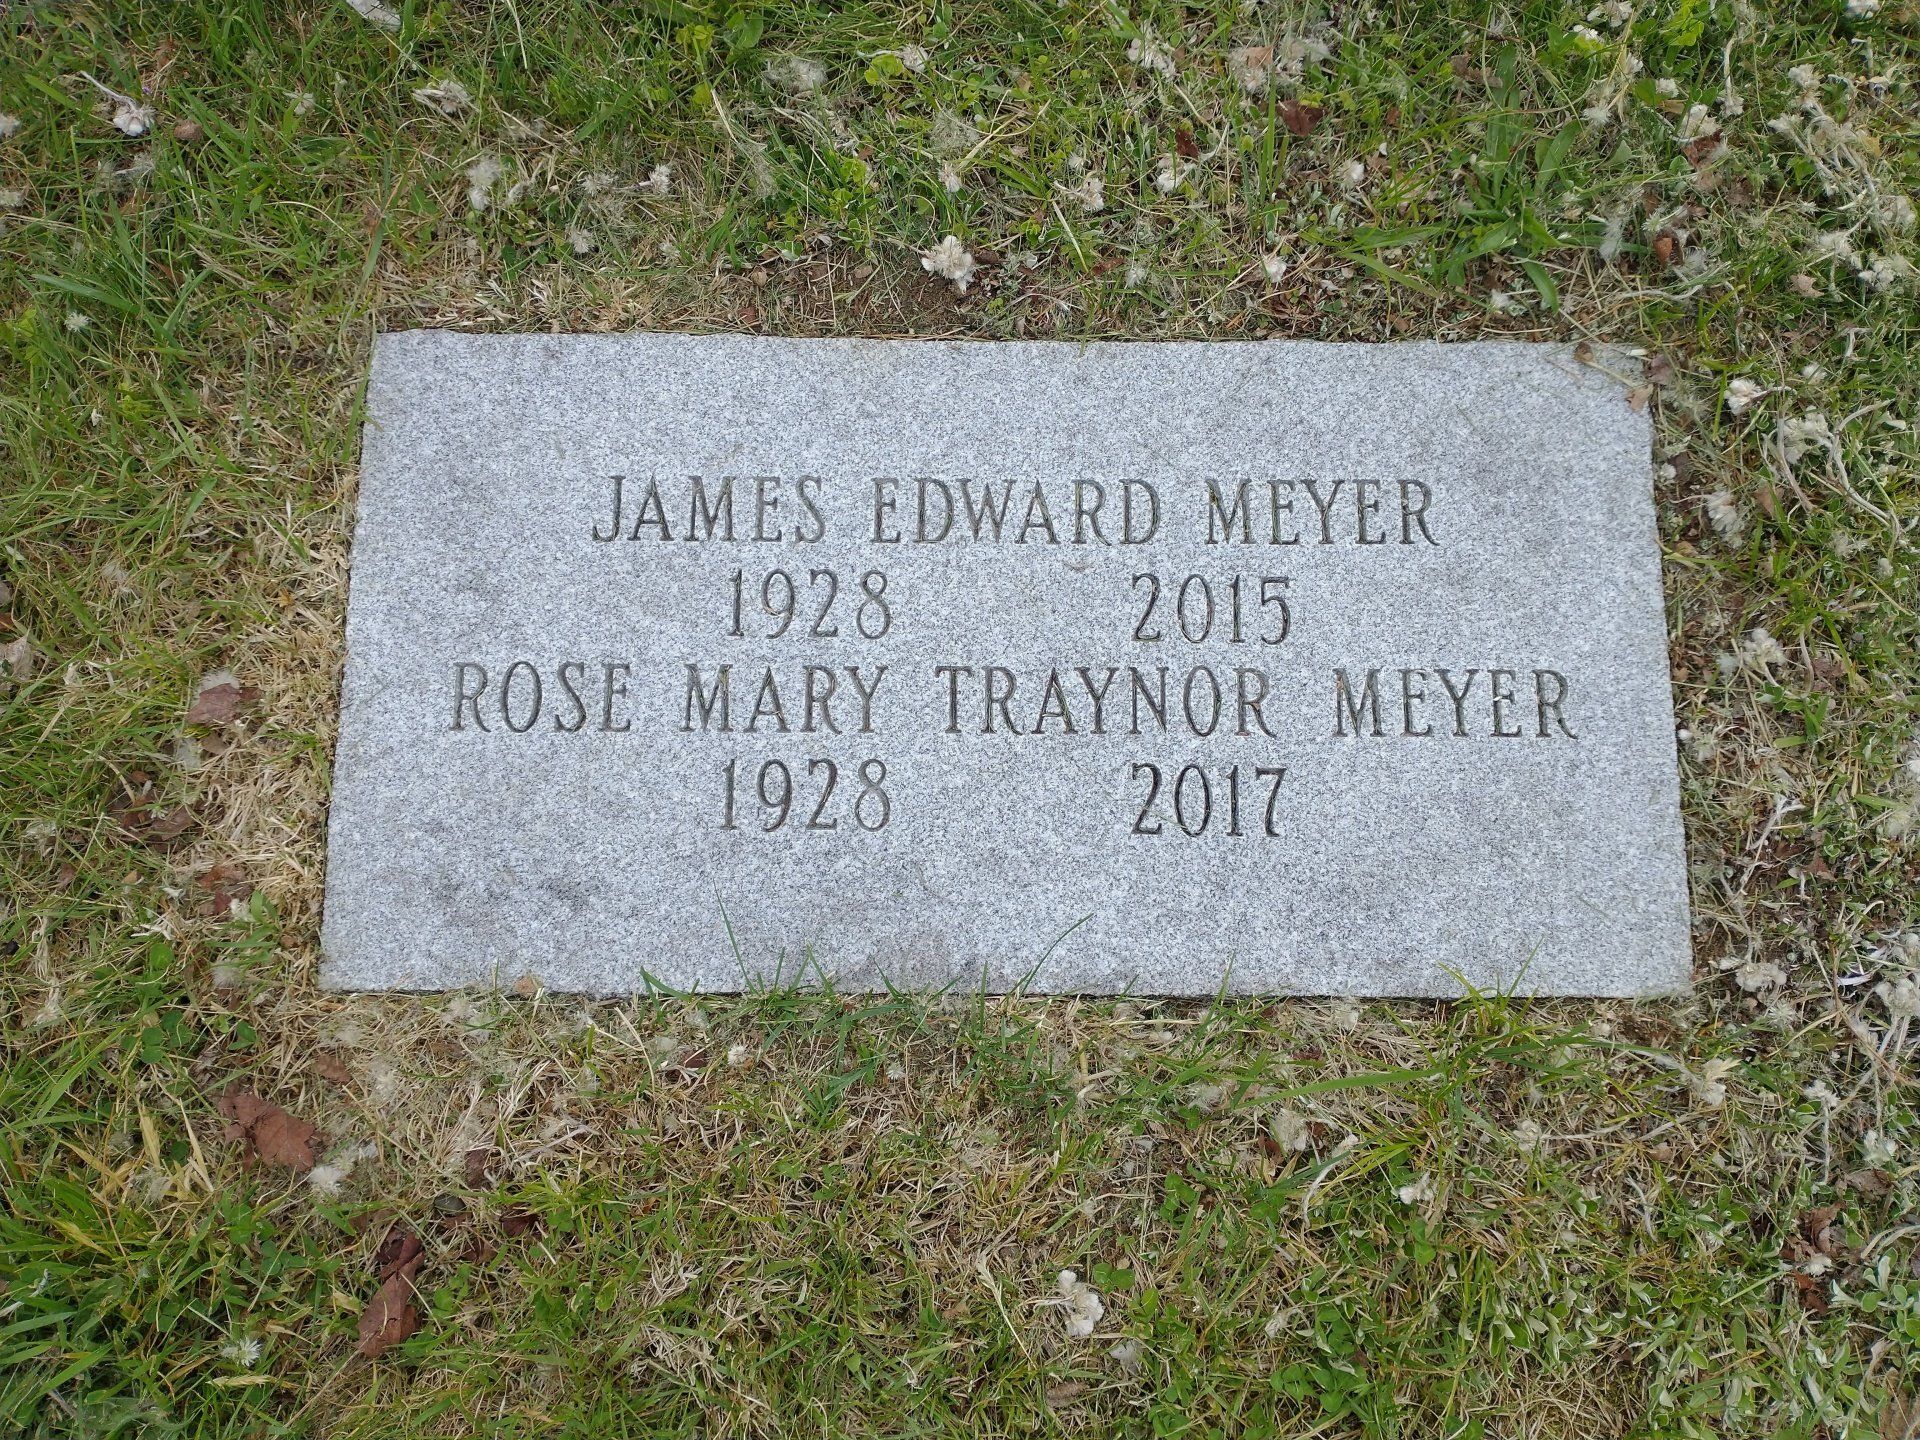 JAMES EDWARD MEYER
1928 2015
ROSE MARY TRAYNOR MEYER
1928 2017